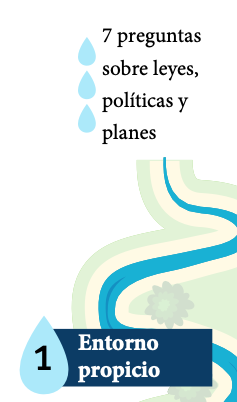 7 preguntas
sobre leyes,
políticas y
planes
1
Entorno
propicio